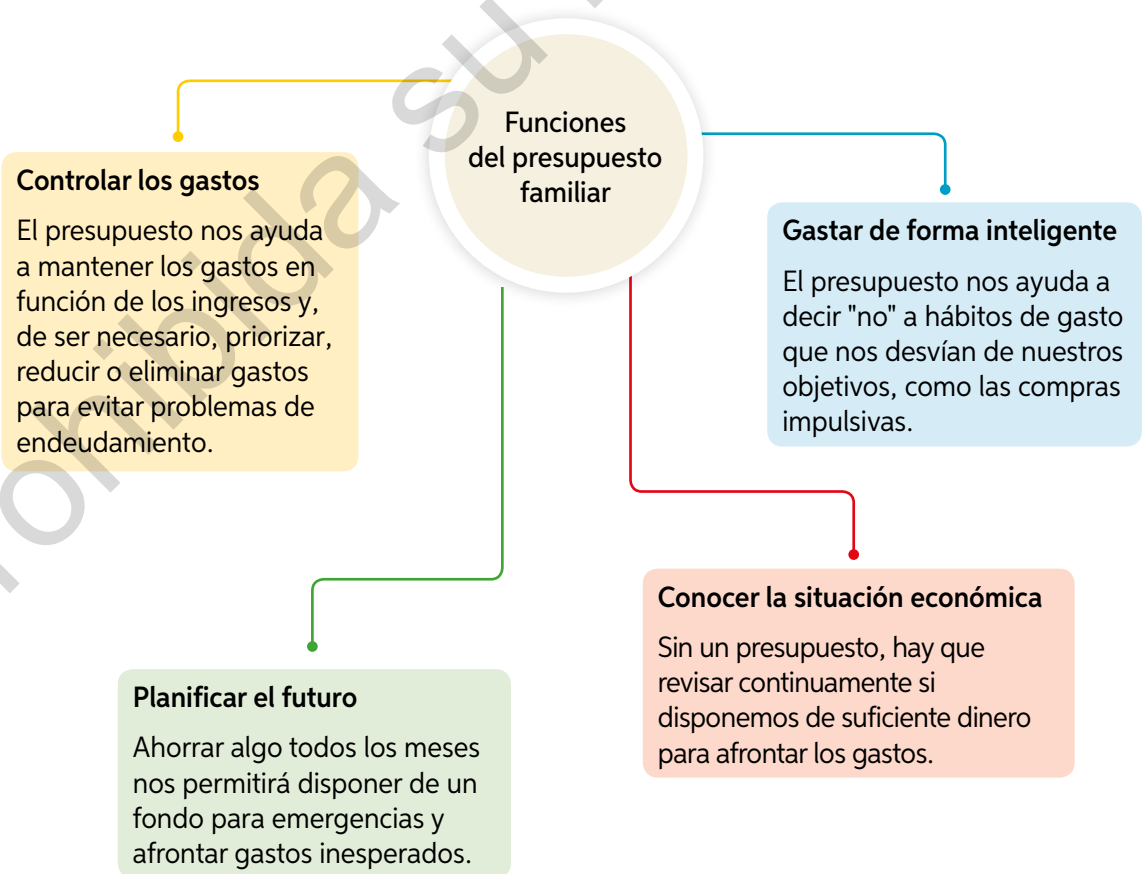 Funciones
del presupuesto
familiar
Controlar los gastos
El presupuesto nos ayuda
a mantener los gastos en
función de los ingresos y,
de ser necesario, priorizar,
reducir o eliminar gastos
para evitar problemas de
endeudamiento.
Gastar de forma inteligente
El presupuesto nos ayuda a
decir "no" a hábitos de gasto
que nos desvían de nuestros
objetivos, como las compras
impulsivas.
Conocer la situación económica
Sin un presupuesto, hay que
revisar continuamente si
disponemos de suficiente dinero
para afrontar los gastos.
Planificar el futuro
Ahorrar algo todos los meses
nos permitirá disponer de un
fondo para emergencias y
afrontar gastos inesperados.
ohibida su